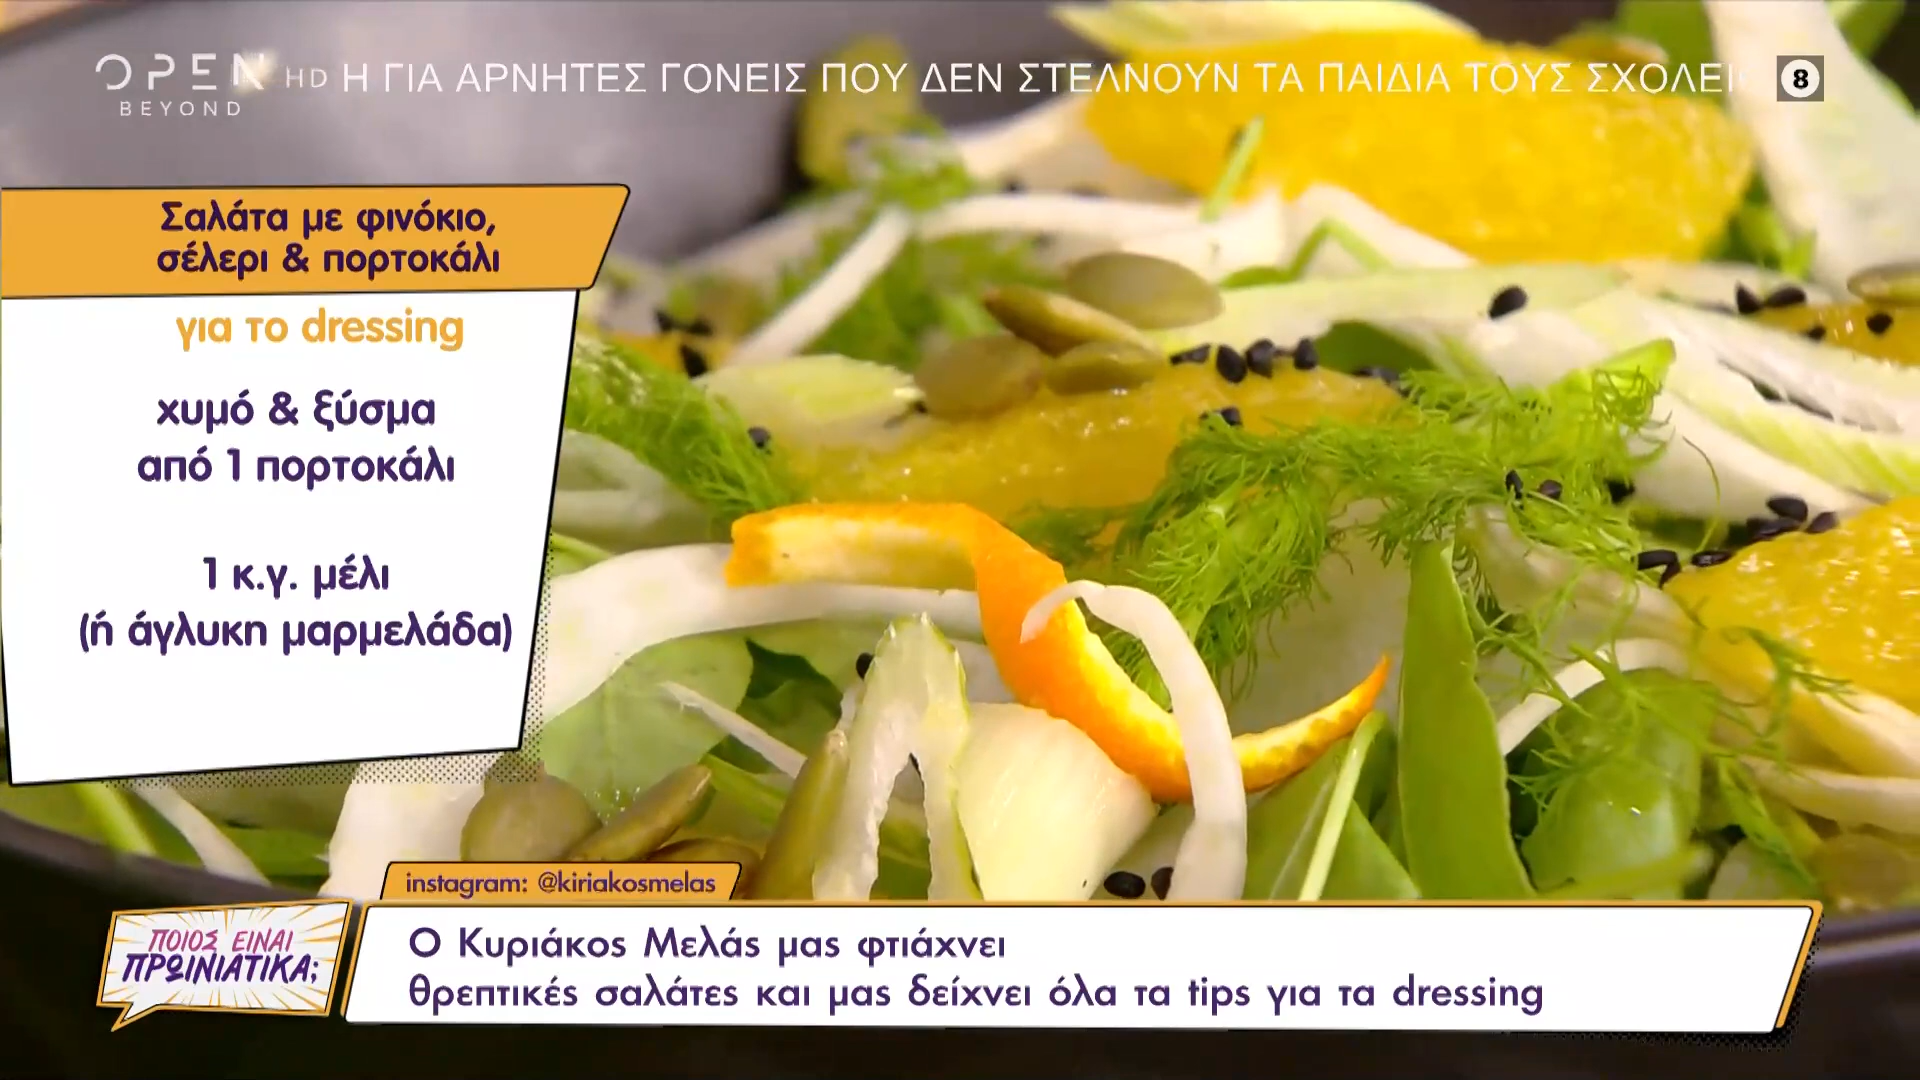 OPEN HD Η ΓΙΑ ΑΡΝΗΤΕΣ ΓΟΝΕΙΣ ΠΟΥ ΔΕΝ ΣΤΕΛΝΟΥΝ ΤΑ ΠΑΙΔΙΑ ΤΟΥΣ ΣΧΟΛΕΙ 8
BEYOND
Σαλάτα με φινόκιο,
σέλερι & πορτοκάλι
για το dressing
χυμό & ξύσμα
από 1 πορτοκάλι
1 κ.γ. μέλι
(ή άγλυκη μαρμελάδα)
instagram: @kiriakosmelas
ΠΟΙΟΣ ΕΙΝΑΙ
ΠΡΩΙΝΙΑΤΙΚΑ;
Ο Κυριάκος Μελάς μας φτιάχνει
θρεπτικές σαλάτες και μας δείχνει όλα τα tips για τα dressing